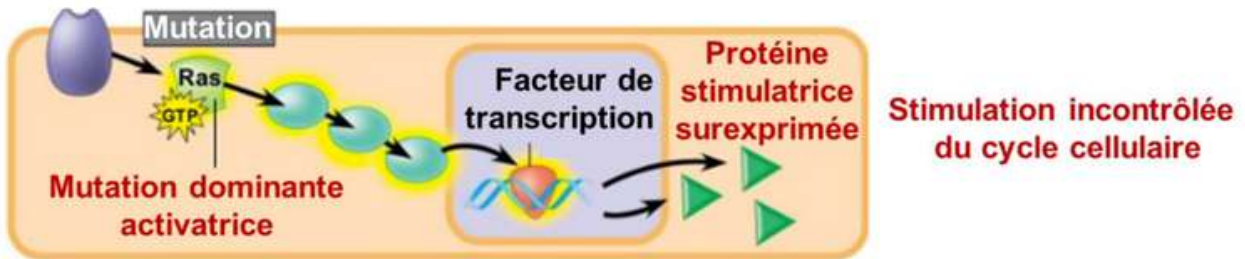 Mutation
Ras
GTP
Mutation dominante
activatrice
Facteur de
transcription
Protéine
stimulatrice
surexprimée
Stimulation incontrôlée
du cycle cellulaire